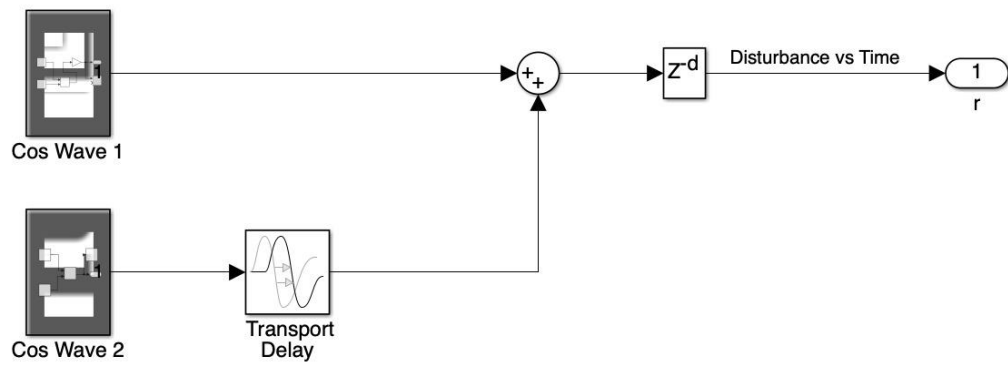 Cos Wave 1
++
z-d
Disturbance vs Time
1
r
Cos Wave 2
Transport
Delay